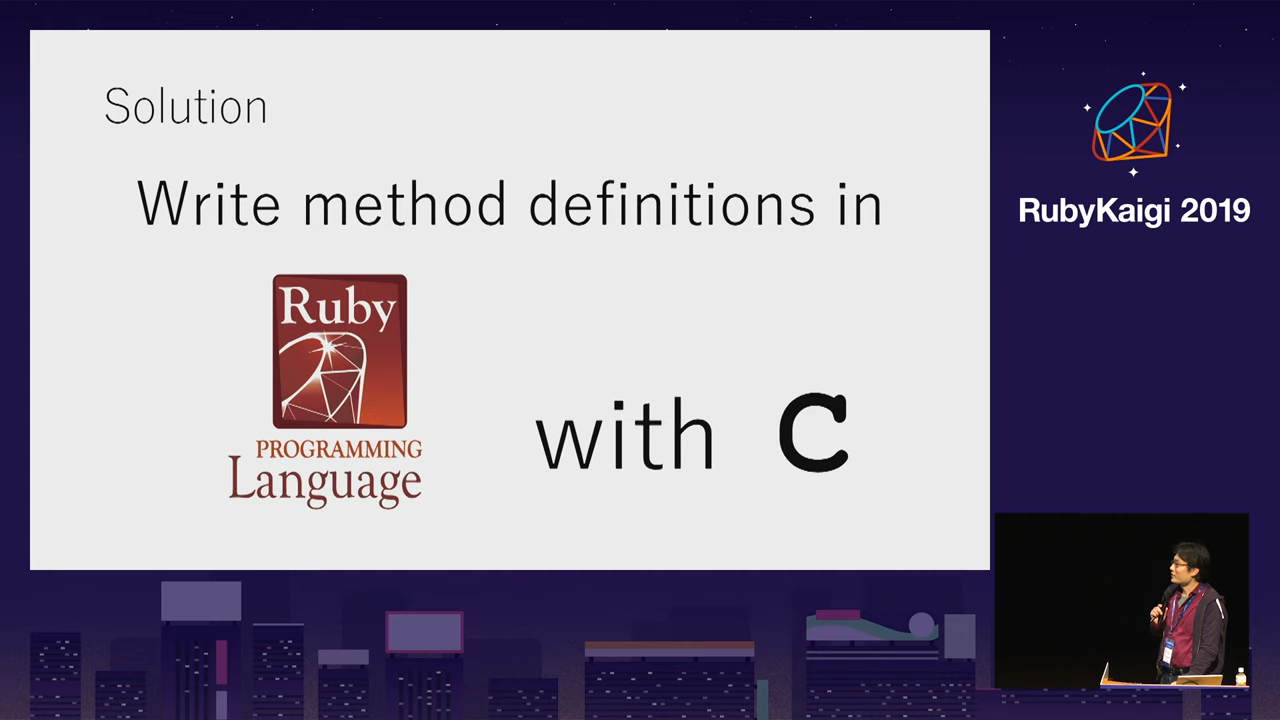 Solution
Write method definitions in
Ruby
PROGRAMMING
Language
with C
RubyKaigi 2019